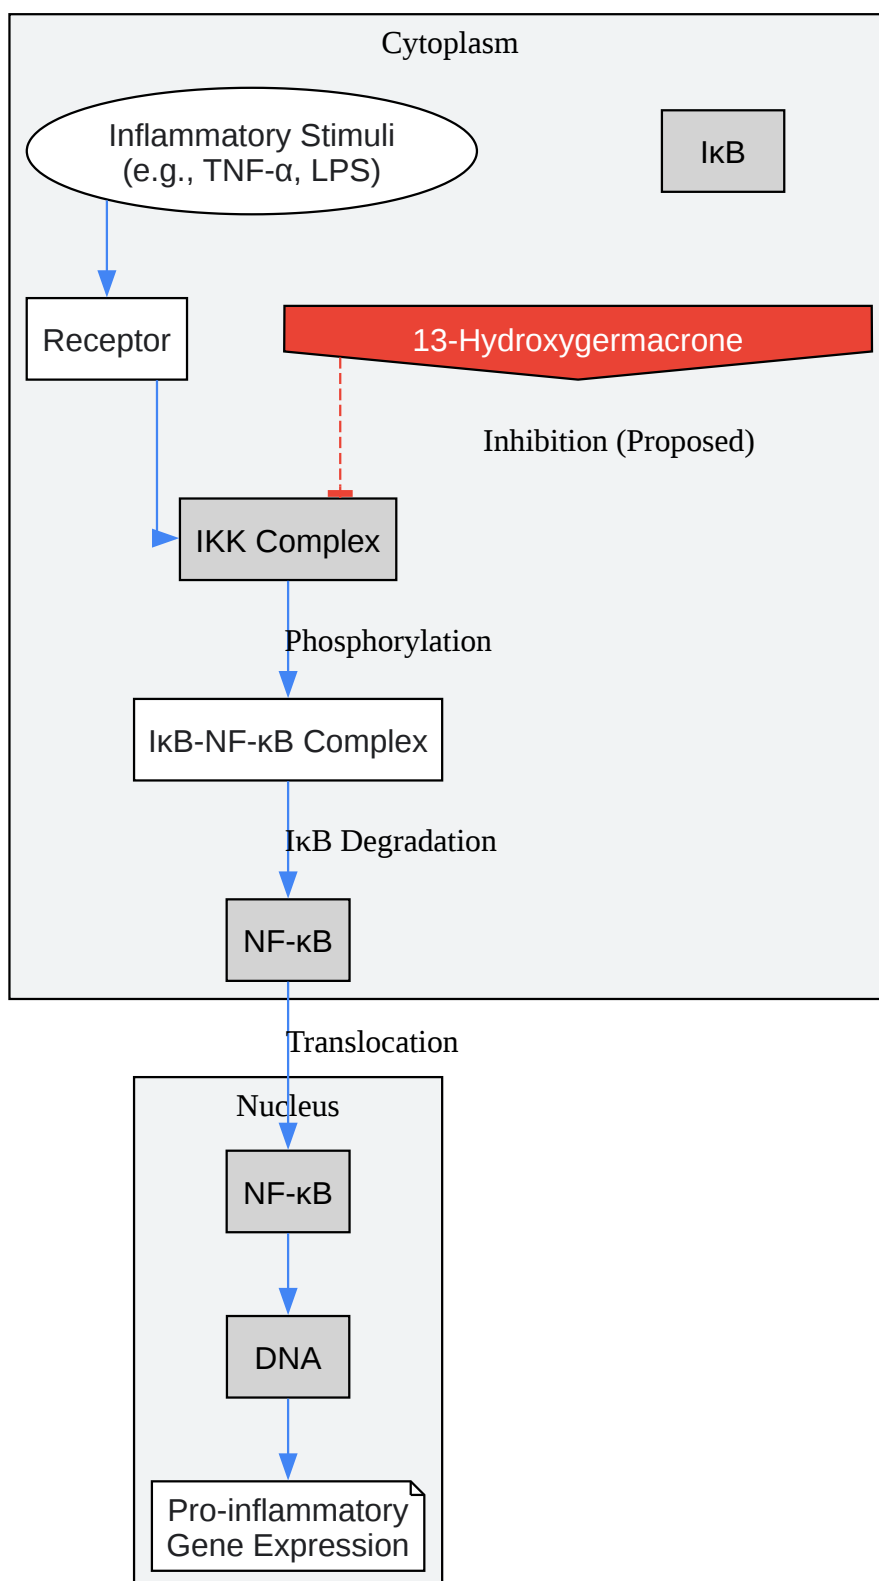 Cytoplasm
Inflammatory Stimuli
(e.g., TNF-α, LPS)
IκB
Receptor
13-Hydroxygermacrone
Inhibition (Proposed)
IKK Complex
Phosphorylation
IκB-NF-κB Complex
IκB Degradation
NF-κB
Translocation
Nucleus
NF-κB
DNA
Pro-inflammatory
Gene Expression